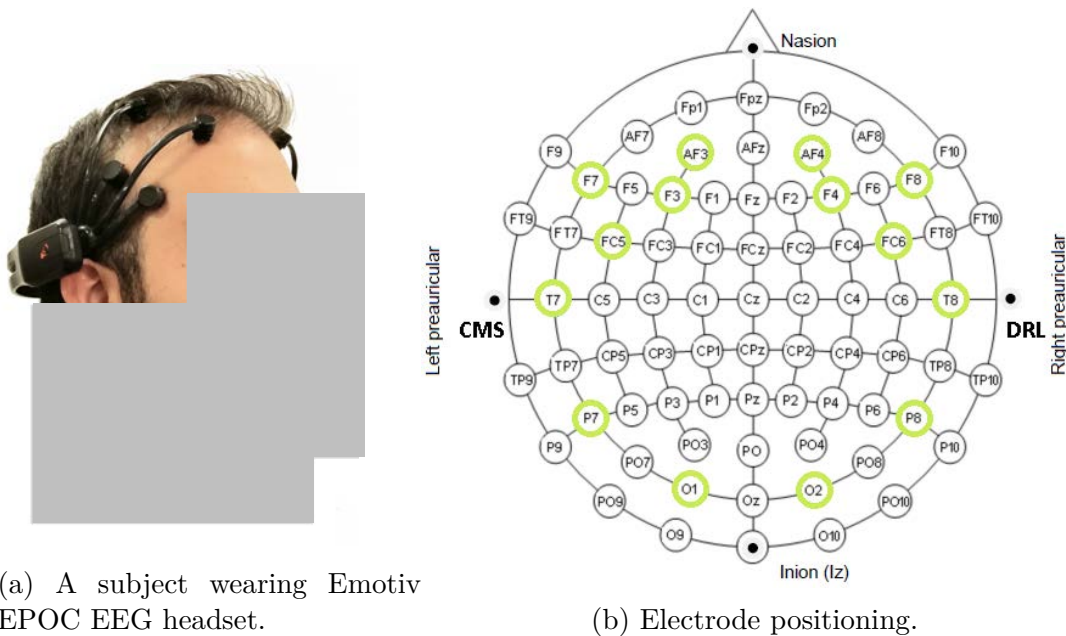 Nasion
Fp1 Fpz Fp2
AF7 AF8
F9 AF3 AFz AF4 F10
F7 F5 F3 F1 Fz F2 F4 F6 F8
FT9 FT7 FC5 FC3 FC1 FCz FC2 FC4 FC6 FT8 FT10
Left preauricular
Right preauricular
T7 C5 C3 C1 Cz C2 C4 C6 T8
CMS DRL
TP9 TP7 CP5 CP3 CP1 CPz CP2 CP4 CP6 TP8 TP10
P7 P5 P3 P1 Pz P2 P4 P6 P8
P9 PO3 PO PO4 P10
PO7 PO8
PO9 O1 Oz O2 PO10
O9 O10
Inion (Iz)
(a) A subject wearing Emotiv
EPOC EEG headset.
(b) Electrode positioning.